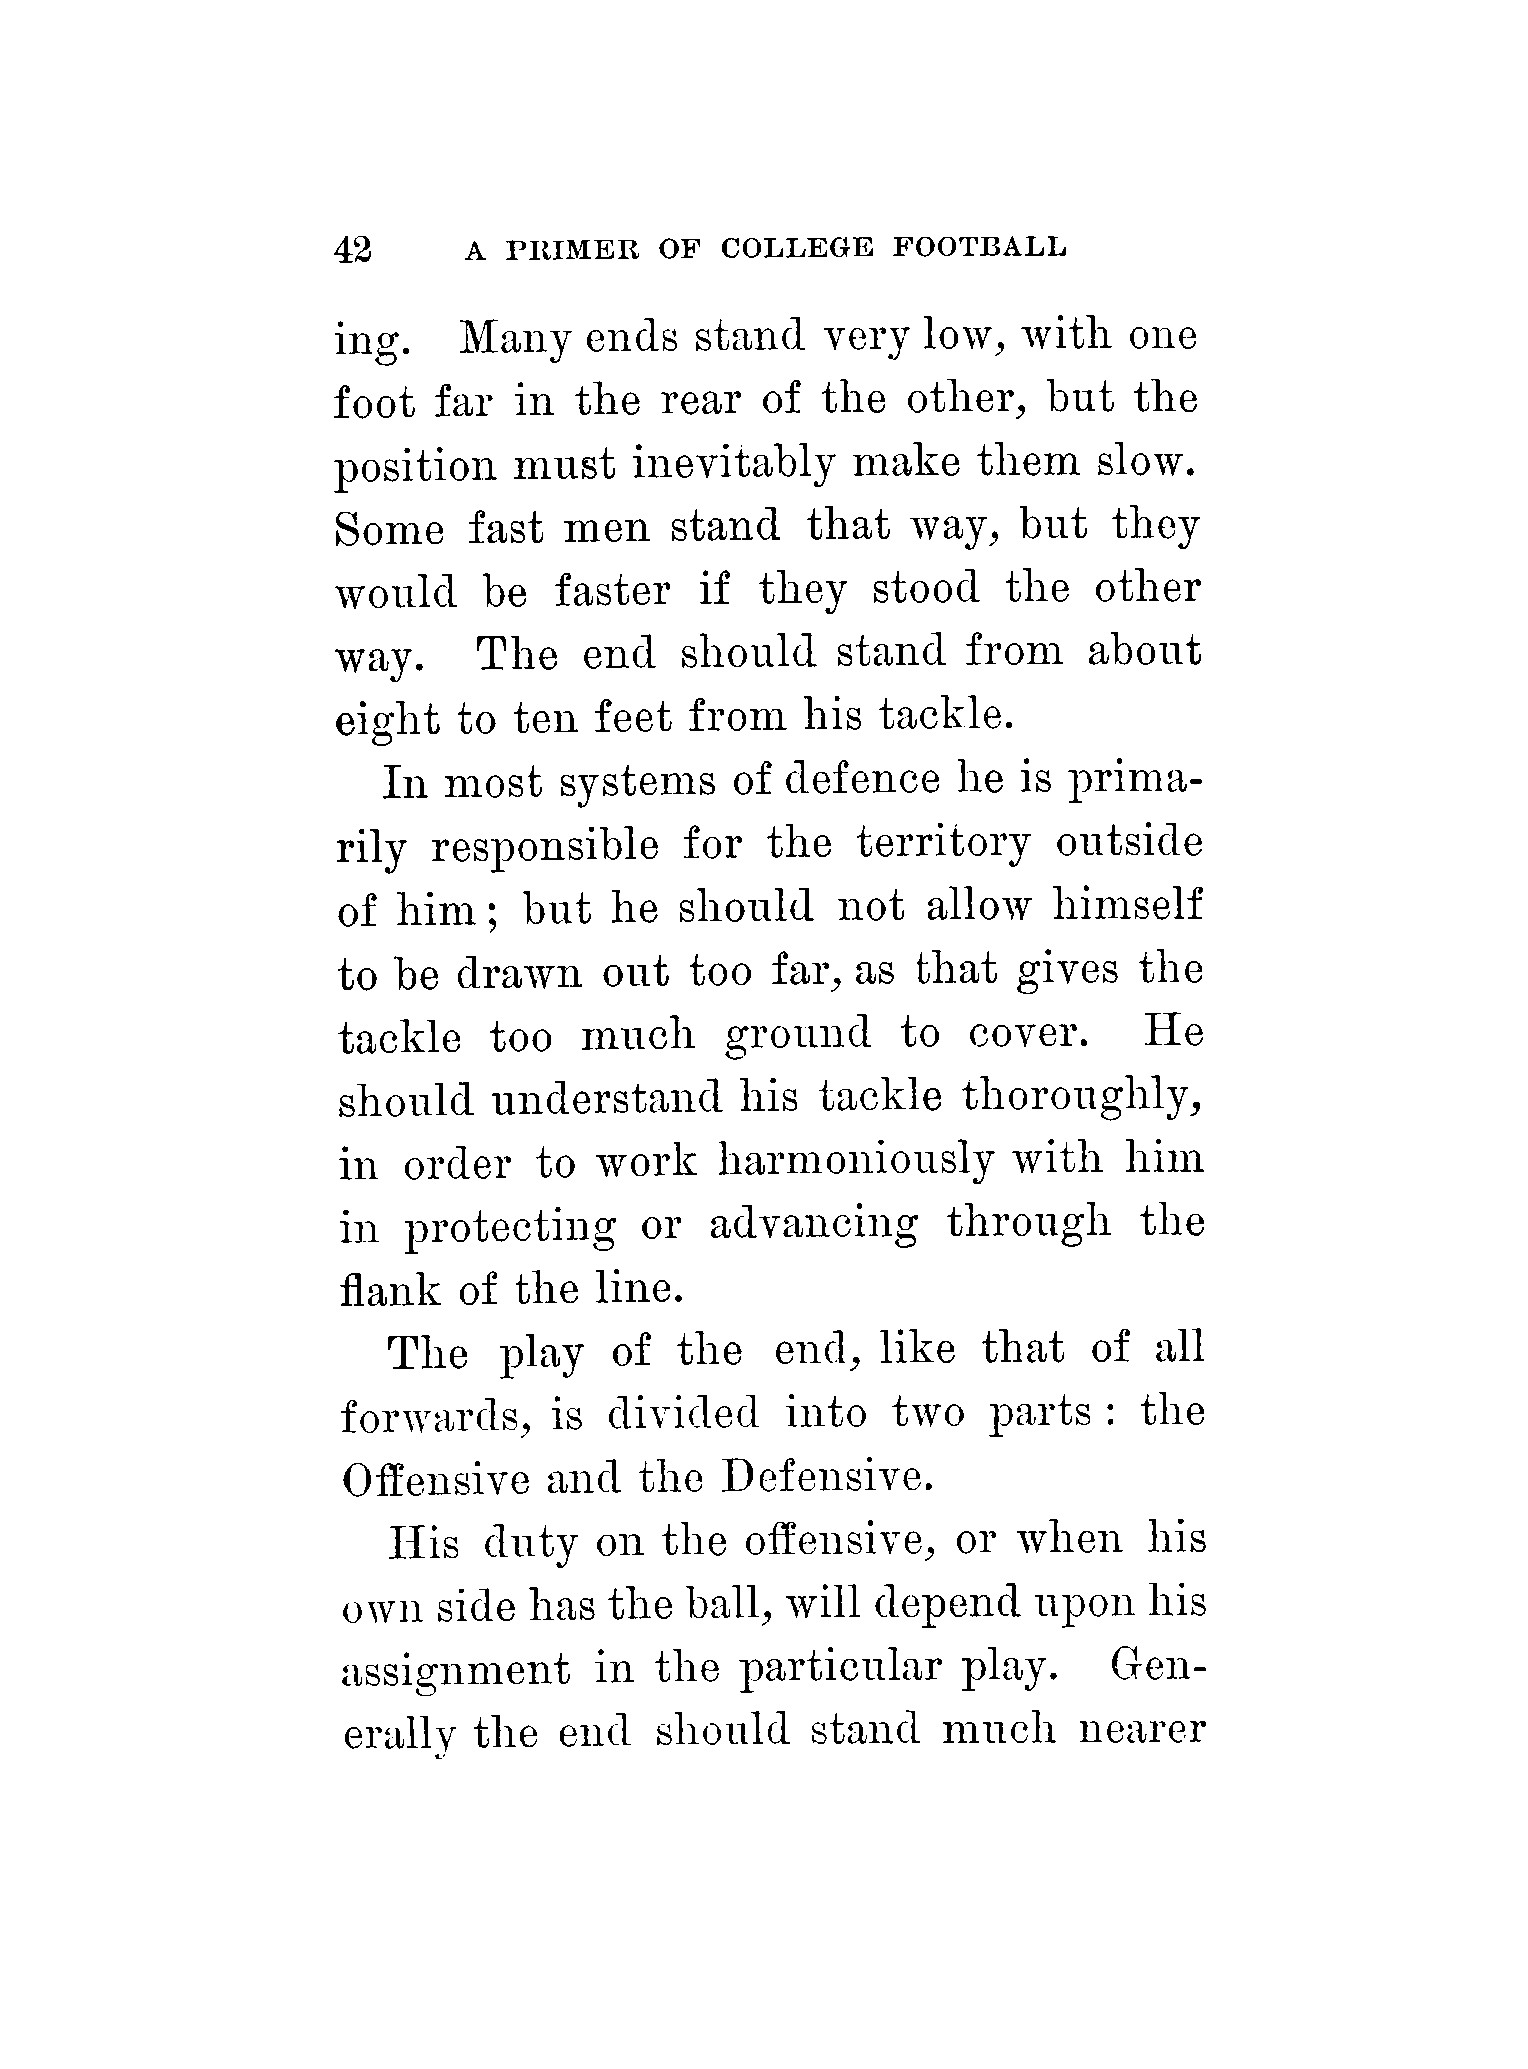 42 A PRIMER OF COLLEGE FOOTBALL
ing. Many ends stand very low, with one
foot far in the rear of the other, but the
position must inevitably make them slow.
Some fast men stand that way, but they
would be faster if they stood the other
way. The end should stand from about
eight to ten feet from his tackle.
In most systems of defence he is prima-
rily responsible for the territory outside
of him; but he should not allow himself
to be drawn out too far, as that gives the
tackle too much ground to cover. He
should understand his tackle thoroughly,
in order to work harmoniously with him
in protecting or advancing through the
flank of the line.
The play of the end, like that of all
forwards, is divided into two parts: the
Offensive and the Defensive.
His duty on the offensive, or when his
own side has the ball, will depend upon his
assignment in the particular play. Gen-
erally the end should stand much nearer